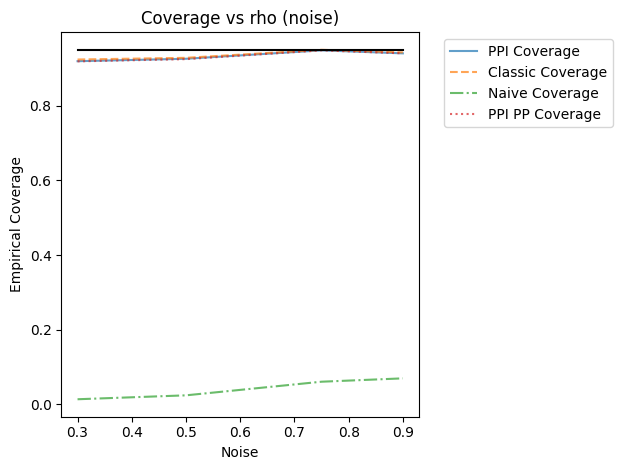 Coverage vs rho (noise)
PPI Coverage
Classic Coverage
Naive Coverage
PPI PP Coverage
Empirical Coverage
0.8
0.6
0.4
0.2
0.0
0.3 0.4 0.5 0.6 0.7 0.8 0.9
Noise